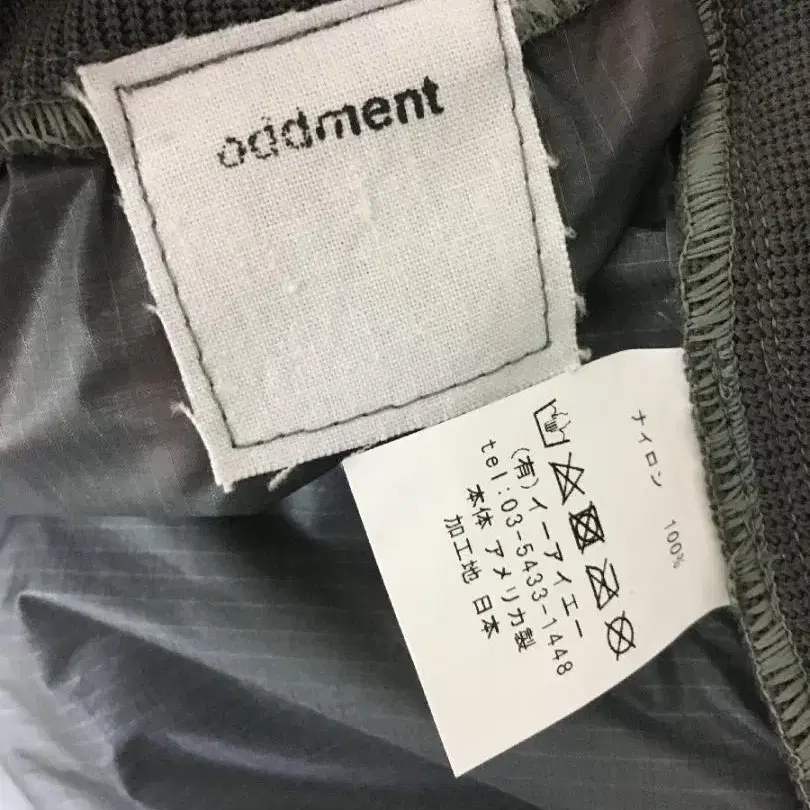 oddment
ナイロン 100%
(有)イーアイエー
tel:03-5433-1448
本体 アメリカ製
加工地 日本